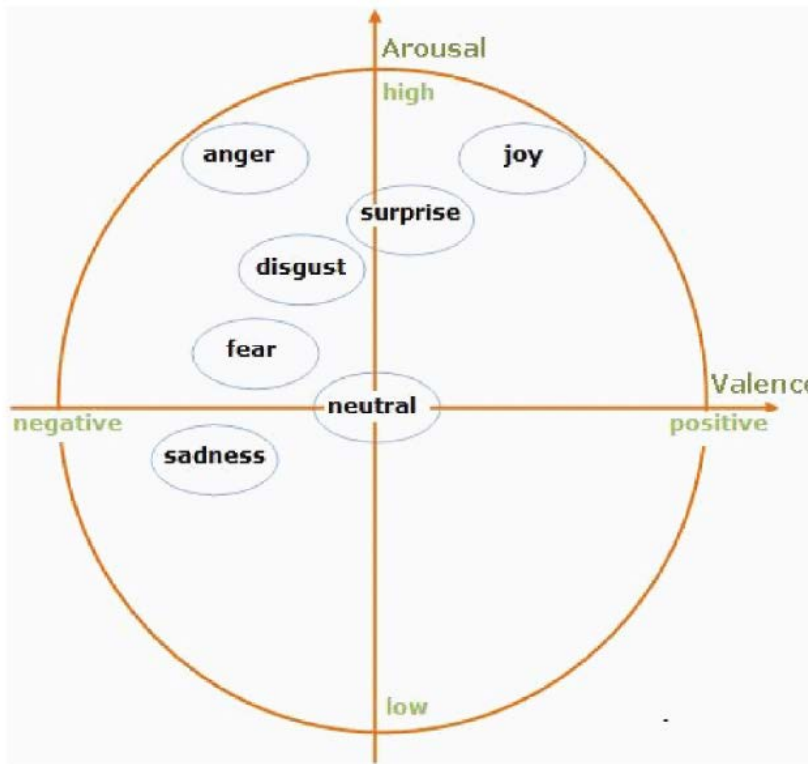 Arousal
high
anger
joy
surprise
disgust
fear
Valence
neutral
negative
positive
sadness
low